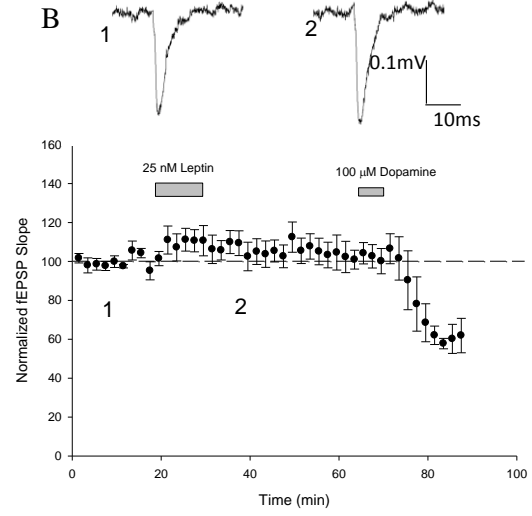 B
1
2
0.1mV
10ms
160
140
120
100
80
60
40
20
0
25 nM Leptin
100 µM Dopamine
1
2
Normalized fEPSP Slope
0 20 40 60 80 100
Time (min)